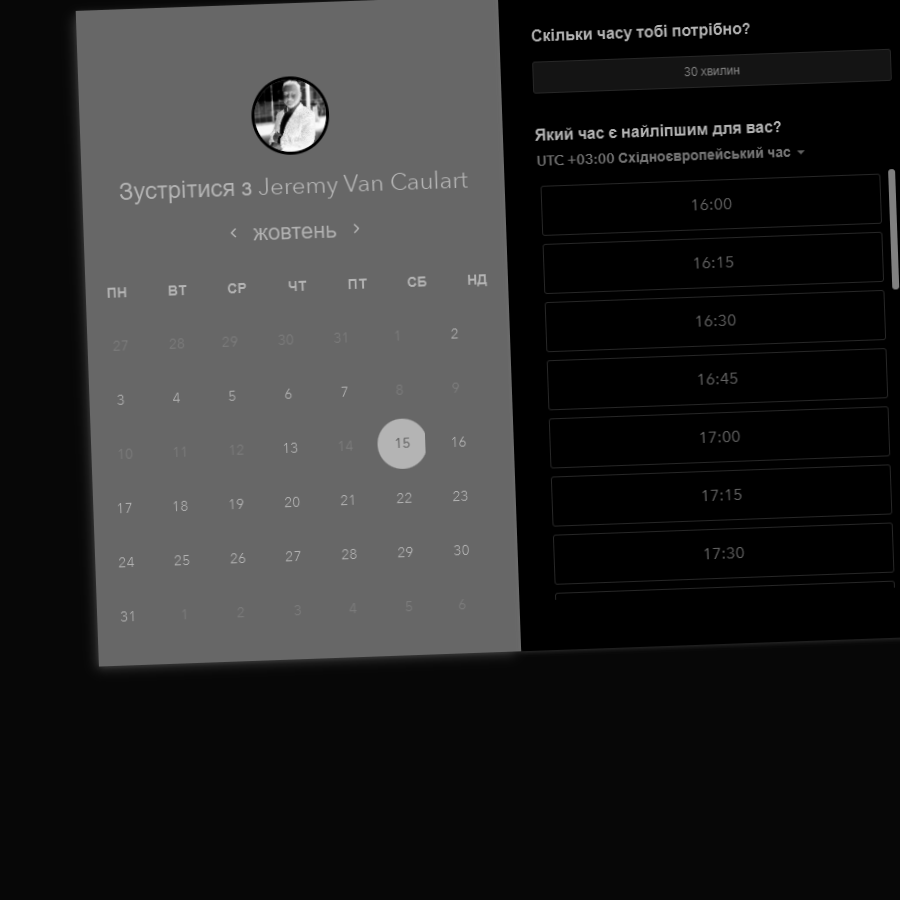 Зустрітися з Jeremy Van Caulart
‹ жовтень ›
ПН ВТ СР ЧТ ПТ СБ НД
27 28 29 30 31 1 2
3 4 5 6 7 8 9
10 11 12 13 14 15 16
17 18 19 20 21 22 23
24 25 26 27 28 29 30
31 1 2 3 4 5 6
Скільки часу тобі потрібно?
30 хвилин
Який час є найліпшим для вас?
UTC +03:00 Східноєвропейський час
16:00
16:15
16:30
16:45
17:00
17:15
17:30